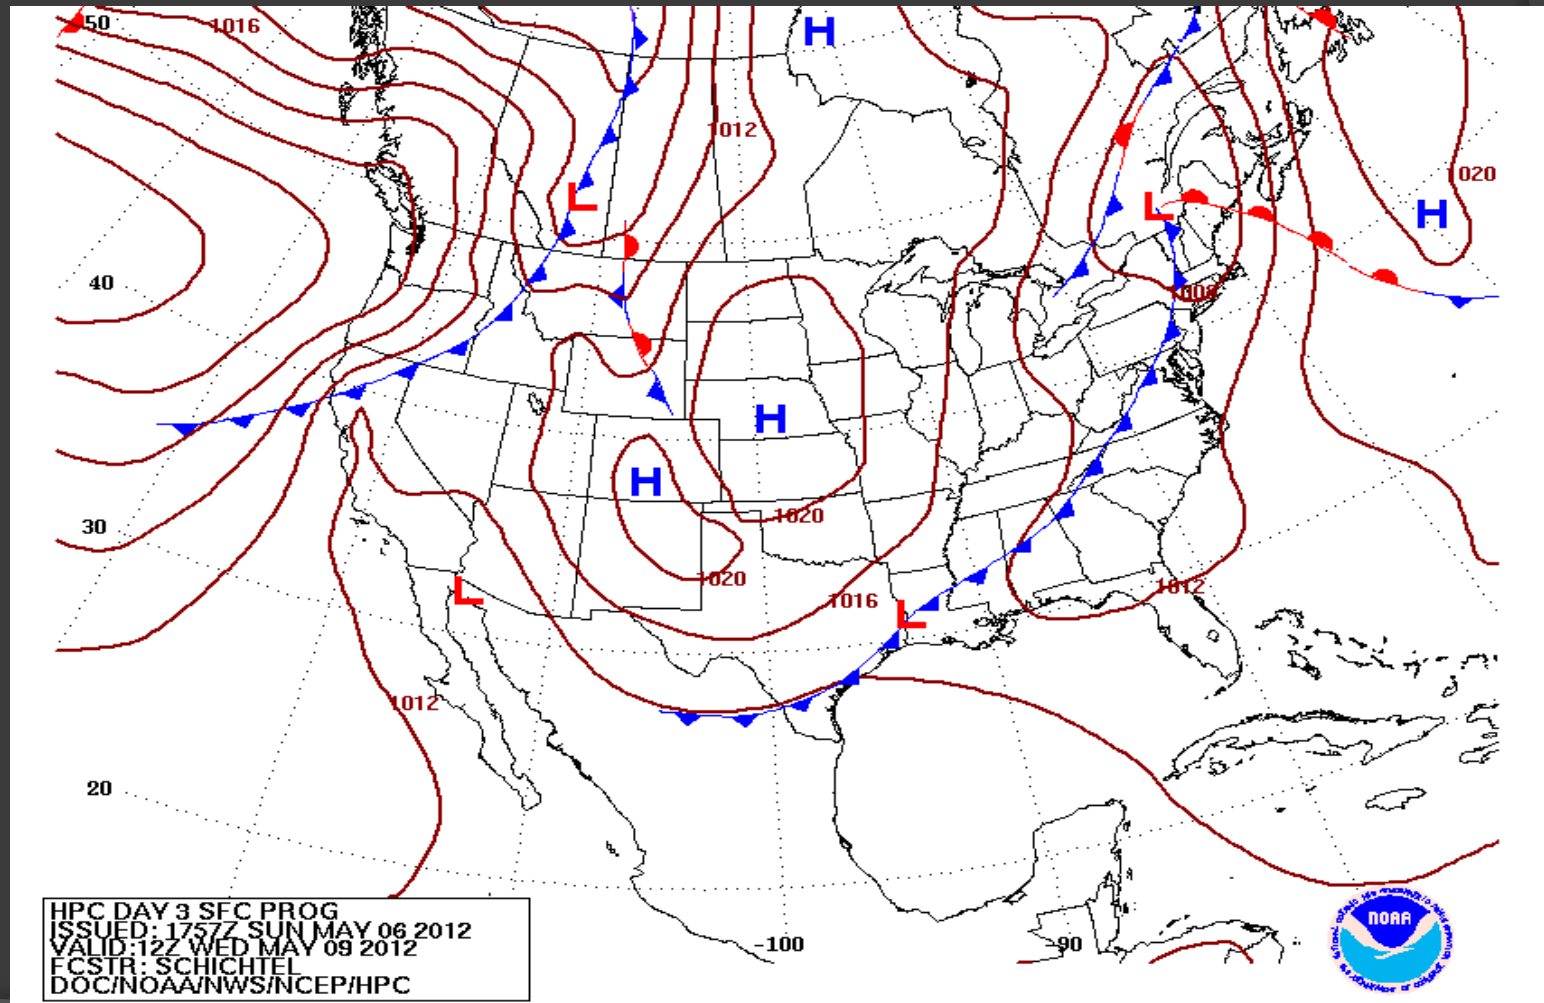 50
1016
H
1012
L
L
1020
H
40
1008
H
1020
H
30
1020
1016
1012
L
L
1012
20
-100
-90
NOAA
HPC DAY 3 SFC PROG
ISSUED: 1757Z SUN MAY 06 2012
VALID:12Z WED MAY 09 2012
FCSTR: SCHICHTEL
DOC/NOAA/NWS/NCEP/HPC